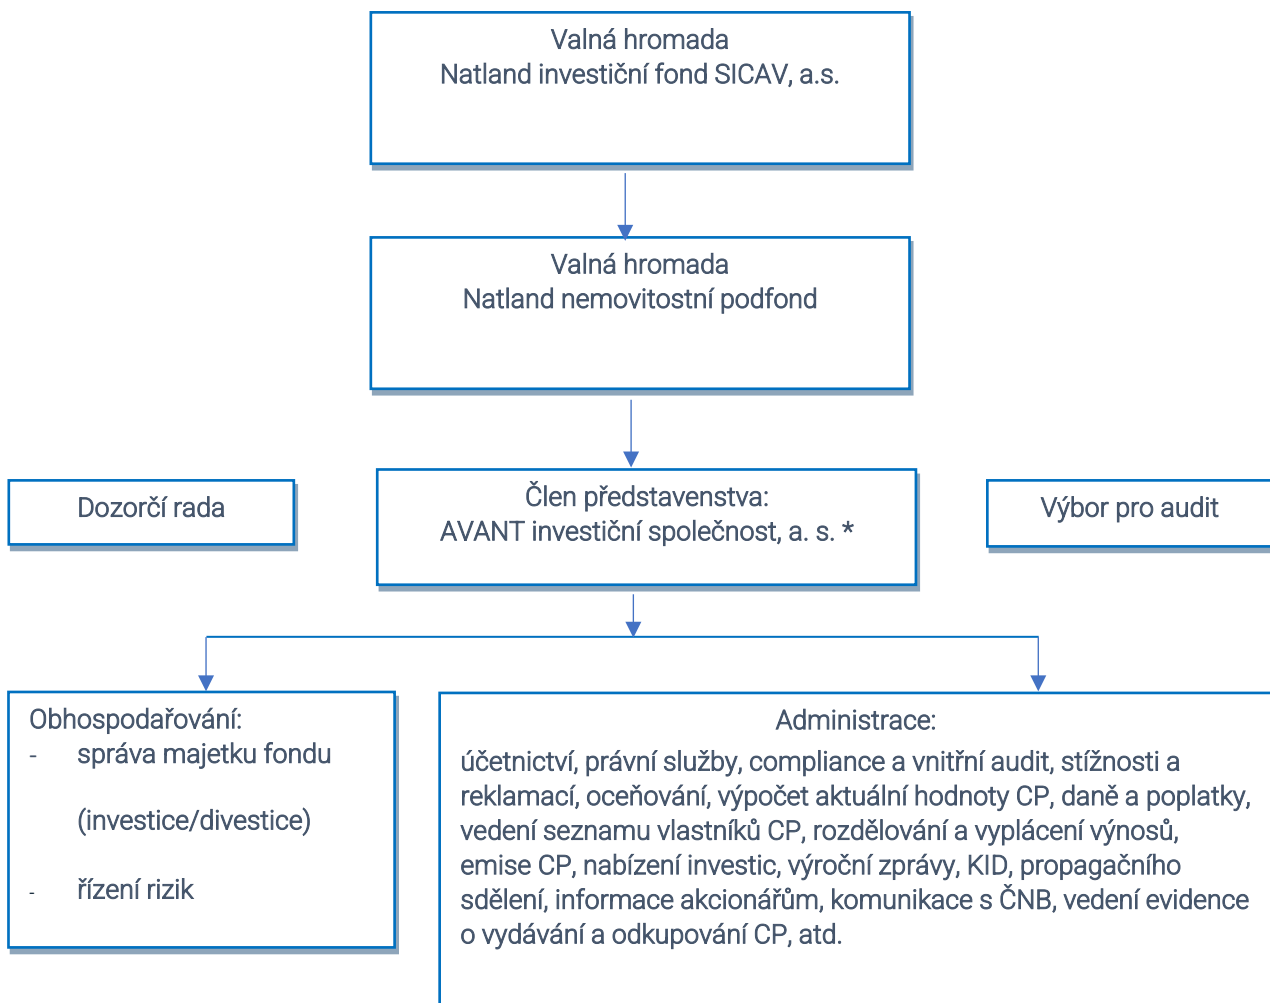 Valná hromada
Natland investiční fond SICAV, a.s.
Valná hromada
Natland nemovitostní podfond
Dozorčí rada
Člen představenstva:
AVANT investiční společnost, a. s. *
Výbor pro audit
Obhospodařování:
- správa majetku fondu
(investice/divestice)
- řízení rizik
Administrace:
účetnictví, právní služby, compliance a vnitřní audit, stížnosti a
reklamací, oceňování, výpočet aktuální hodnoty CP, daně a poplatky,
vedení seznamu vlastníků CP, rozdělování a vyplácení výnosů,
emise CP, nabízení investic, výroční zprávy, KID, propagačního
sdělení, informace akcionářům, komunikace s ČNB, vedení evidence
o vydávání a odkupování CP, atd.